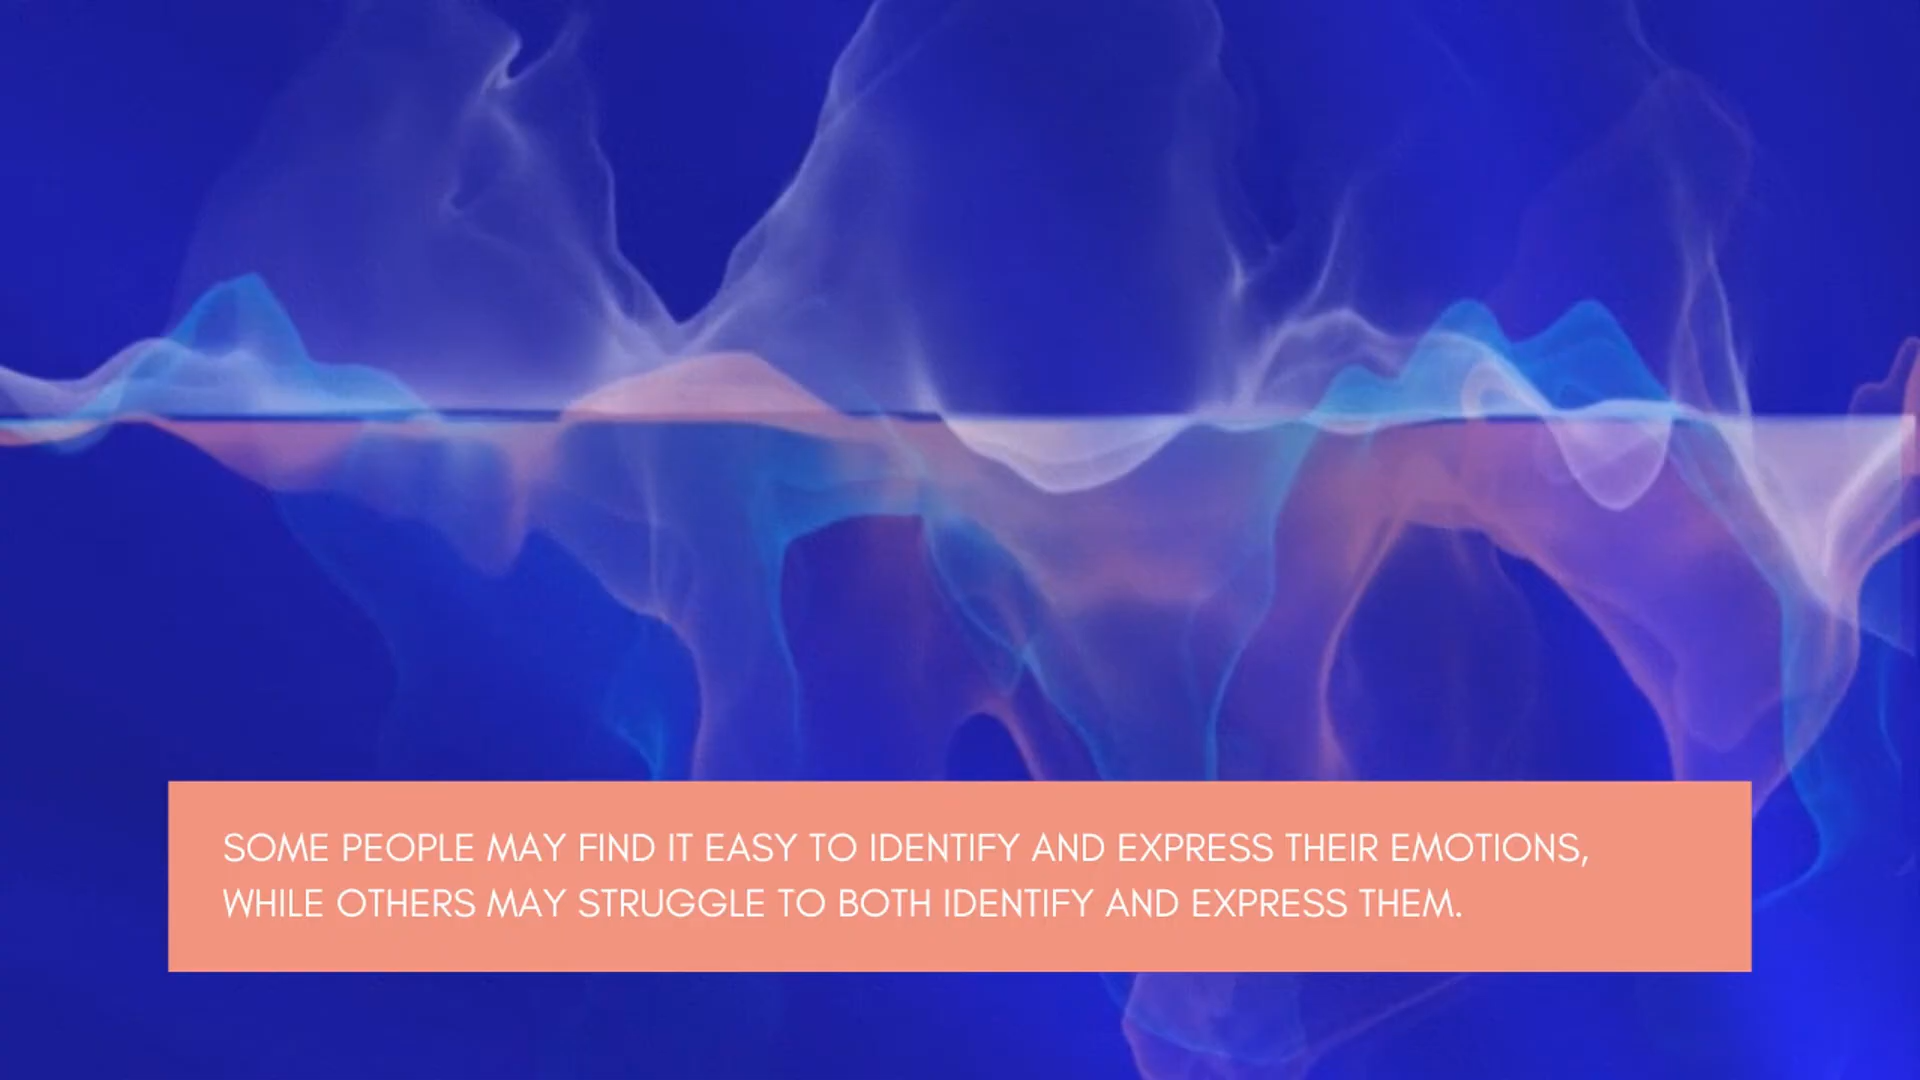 SOME PEOPLE MAY FIND IT EASY TO IDENTIFY AND EXPRESS THEIR EMOTIONS,
WHILE OTHERS MAY STRUGGLE TO BOTH IDENTIFY AND EXPRESS THEM.